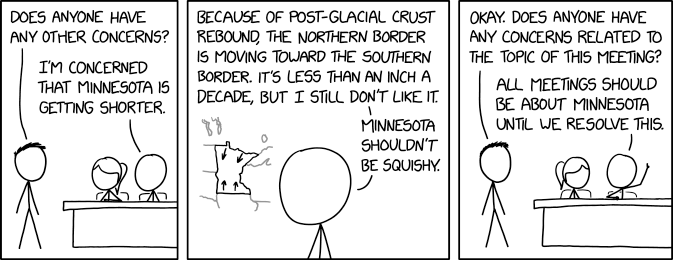 DOES ANYONE HAVE
ANY OTHER CONCERNS?
I'M CONCERNED
THAT MINNESOTA IS
GETTING SHORTER.
BECAUSE OF POST-GLACIAL CRUST
REBOUND, THE NORTHERN BORDER
IS MOVING TOWARD THE SOUTHERN
BORDER. IT'S LESS THAN AN INCH A
DECADE, BUT I STILL DON'T LIKE IT.
MINNESOTA
SHOULDN'T
BE SQUISHY.
OKAY. DOES ANYONE HAVE
ANY CONCERNS RELATED TO
THE TOPIC OF THIS MEETING?
ALL MEETINGS SHOULD
BE ABOUT MINNESOTA
UNTIL WE RESOLVE THIS.